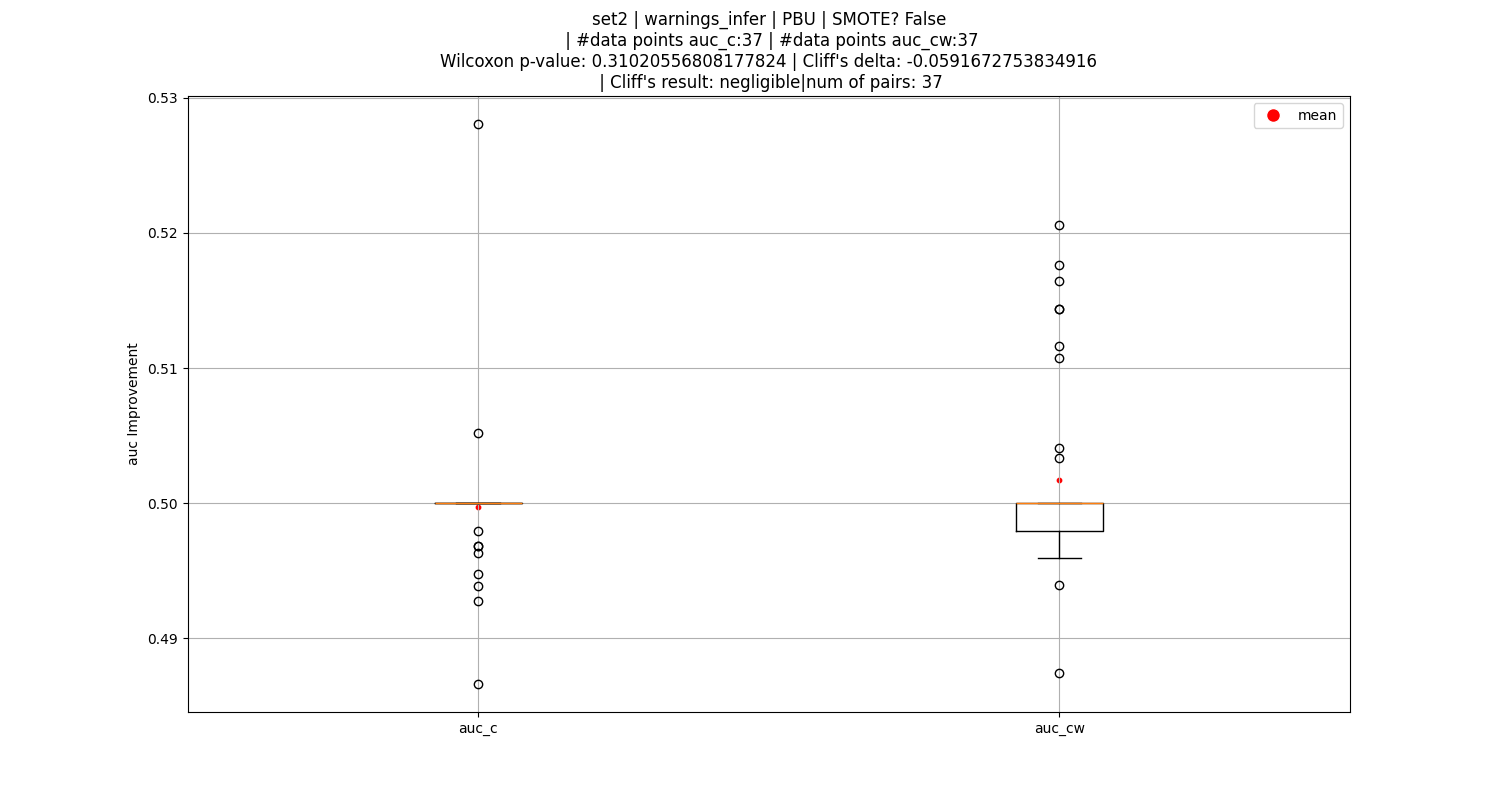 set2 | warnings_infer | PBU | SMOTE? False
| #data points auc_c:37 | #data points auc_cw:37
Wilcoxon p-value: 0.31020556808177824 | Cliff's delta: -0.0591672753834916
| Cliff's result: negligible|num of pairs: 37
mean
0.53
0.52
0.51
0.50
0.49
auc Improvement
auc_c
auc_cw